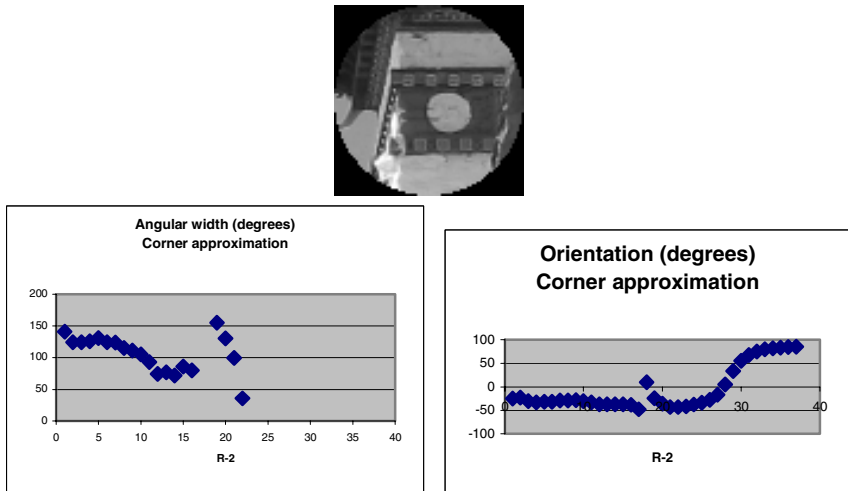 Angular width (degrees)
Corner approximation
200
150
100
50
0
0 5 10 15 20 25 30 35 40
R-2
Orientation (degrees)
Corner approximation
100
50
0
-50
-100
0 10 20 30 40
R-2